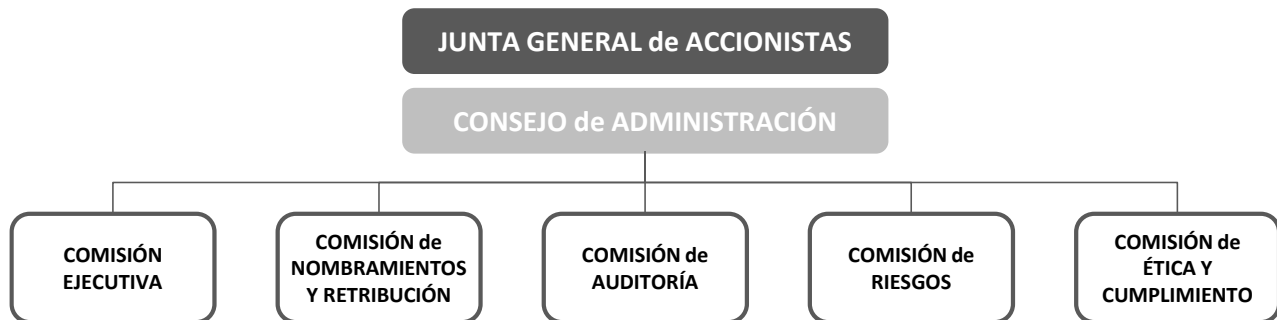 JUNTA GENERAL de ACCIONISTAS
CONSEJO de ADMINISTRACIÓN
COMISIÓN
EJECUTIVA
COMISIÓN de
NOMBRAMIENTOS
Y RETRIBUCIÓN
COMISIÓN de
AUDITORÍA
COMISIÓN de
RIESGOS
COMISIÓN de
ÉTICA Y
CUMPLIMIENTO